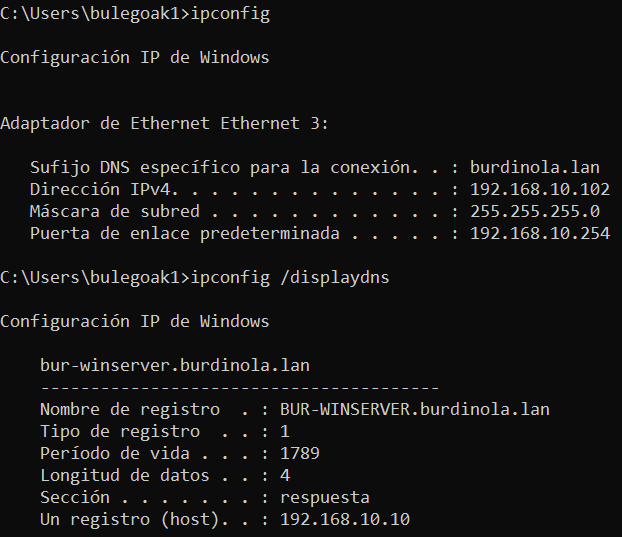 C:\Users\bulegoak1>ipconfig
Configuración IP de Windows
Adaptador de Ethernet Ethernet 3:
Sufijo DNS específico para la conexión. . : burdinola.lan
Dirección IPv4. . . . . . . . . . . . . . : 192.168.10.102
Máscara de subred . . . . . . . . . . . . : 255.255.255.0
Puerta de enlace predeterminada . . . . . : 192.168.10.254
C:\Users\bulegoak1>ipconfig /displaydns
Configuración IP de Windows
bur-winserver.burdinola.lan
----------------------------------------
Nombre de registro  . : BUR-WINSERVER.burdinola.lan
Tipo de registro  . . : 1
Período de vida . . . : 1789
Longitud de datos . . : 4
Sección . . . . . . . : respuesta
Un registro (host). . : 192.168.10.10